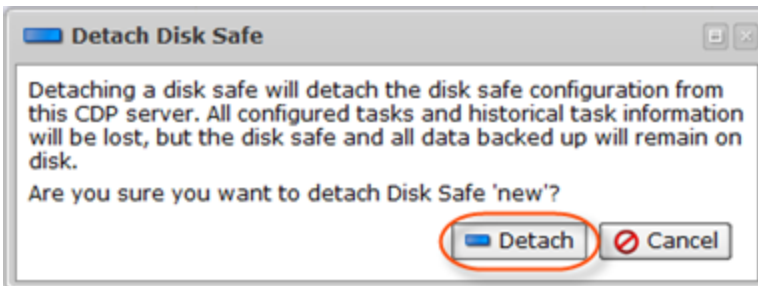 Detach Disk Safe
Detaching a disk safe will detach the disk safe configuration from
this CDP server. All configured tasks and historical task information
will be lost, but the disk safe and all data backed up will remain on
disk.
Are you sure you want to detach Disk Safe 'new'?
Detach Cancel